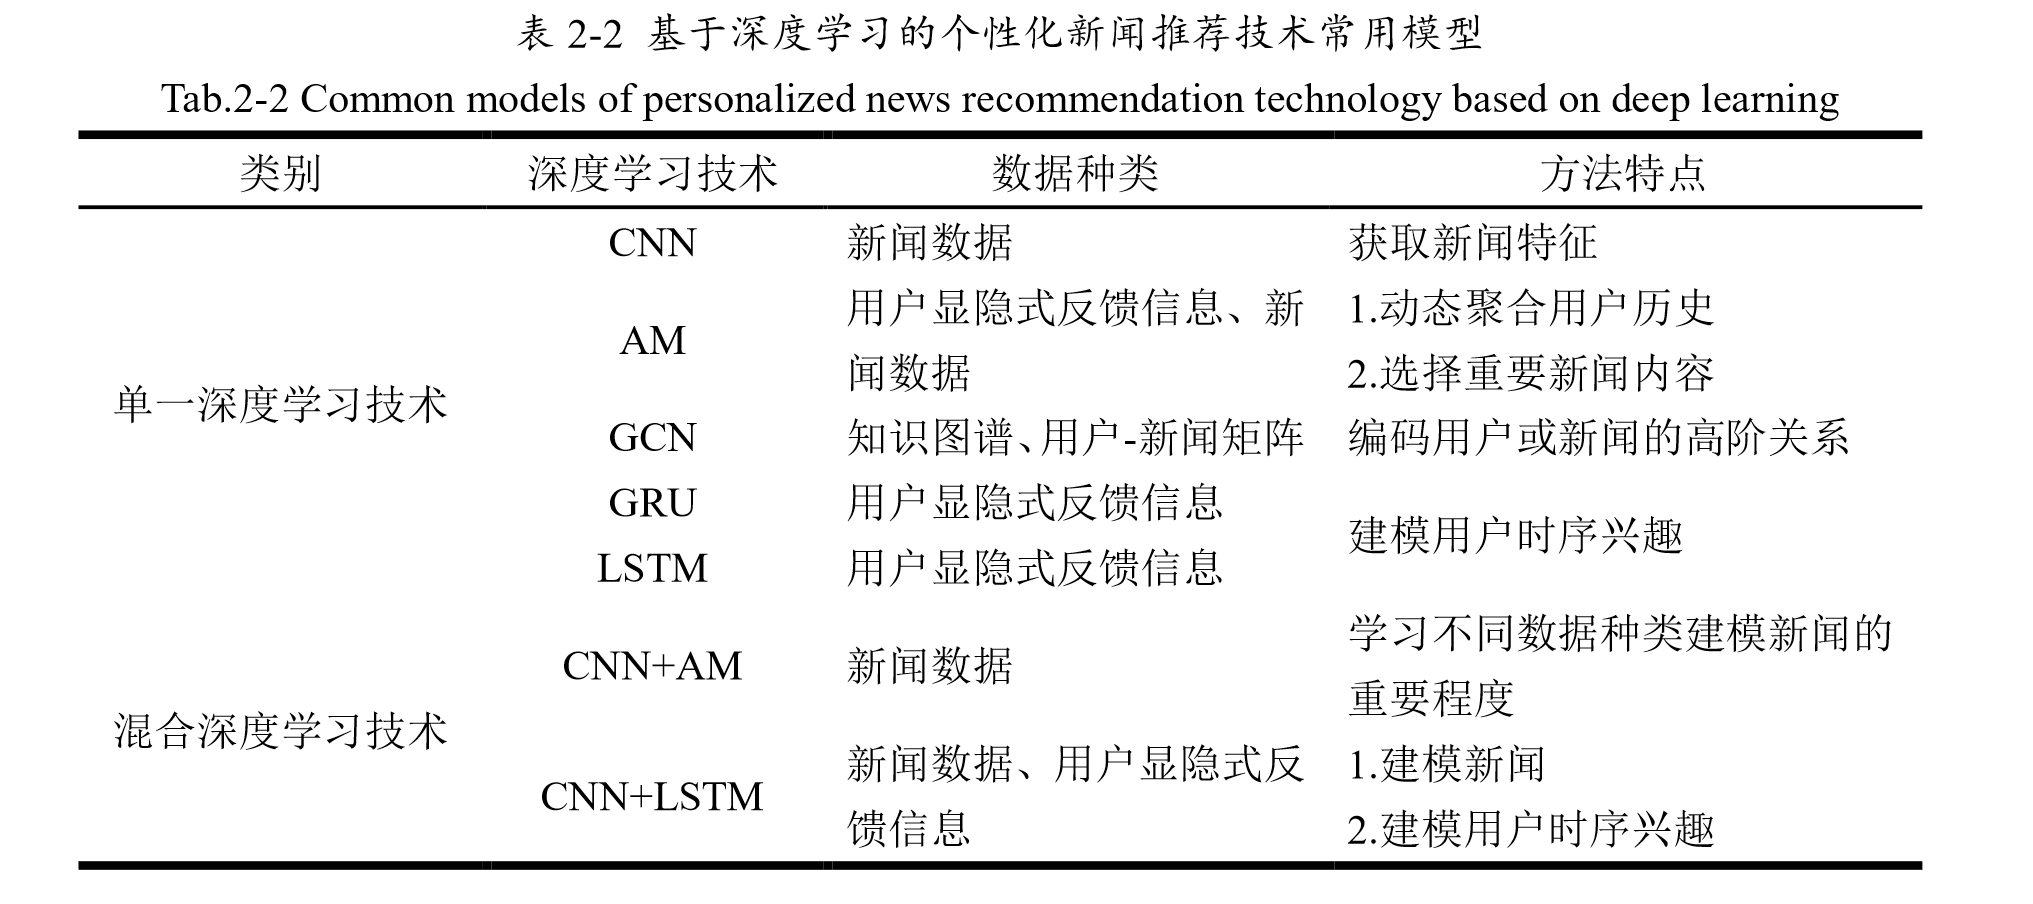 表 2-2 基于深度学习的个性化新闻推荐技术常用模型
Tab.2-2 Common models of personalized news recommendation technology based on deep learning
类别 深度学习技术 数据种类 方法特点
单一深度学习技术
CNN 新闻数据 获取新闻特征
AM
用户显隐式反馈信息、新
闻数据
1.动态聚合用户历史
2.选择重要新闻内容
GCN 知识图谱、用户-新闻矩阵 编码用户或新闻的高阶关系
GRU 用户显隐式反馈信息
LSTM 用户显隐式反馈信息
建模用户时序兴趣
混合深度学习技术
CNN+AM 新闻数据
学习不同数据种类建模新闻的
重要程度
CNN+LSTM
新闻数据、用户显隐式反
馈信息
1.建模新闻
2.建模用户时序兴趣